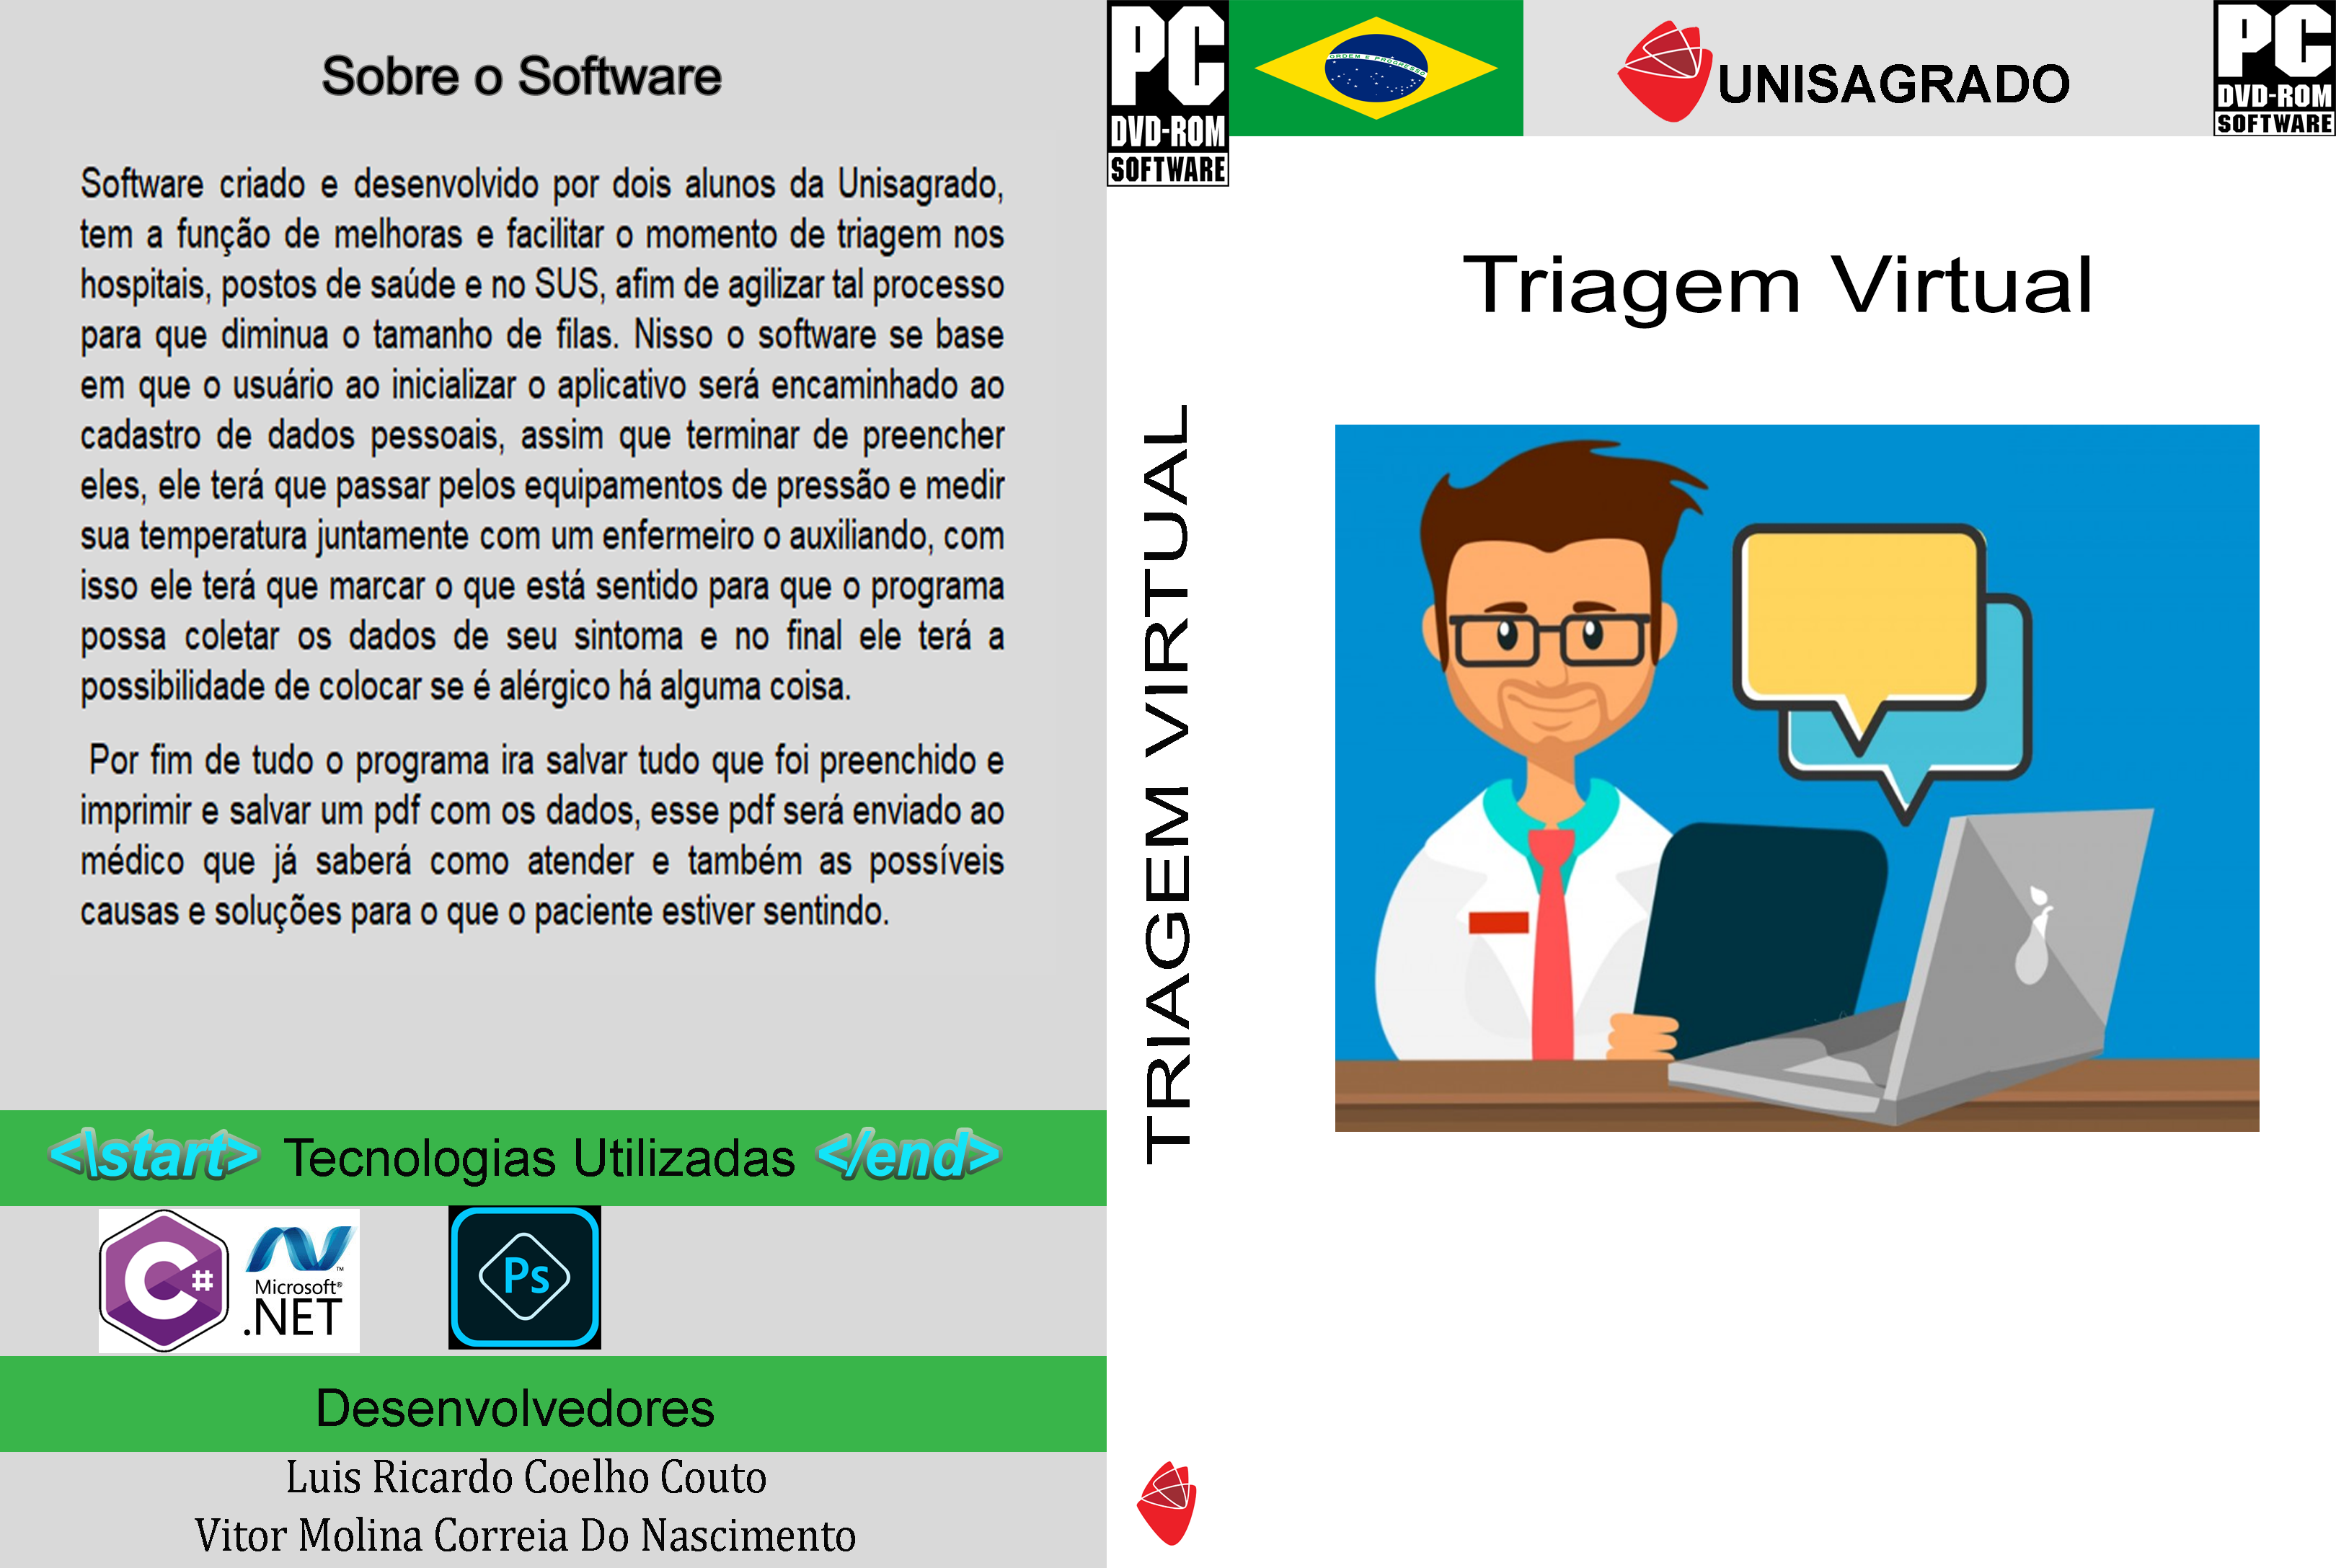 Sobre o Software
Software criado e desenvolvido por dois alunos da Unisagrado,
tem a função de melhoras e facilitar o momento de triagem nos
hospitais, postos de saúde e no SUS, afim de agilizar tal processo
para que diminua o tamanho de filas. Nisso o software se base
em que o usuário ao inicializar o aplicativo será encaminhado ao
cadastro de dados pessoais, assim que terminar de preencher
eles, ele terá que passar pelos equipamentos de pressão e medir
sua temperatura juntamente com um enfermeiro o auxiliando, com
isso ele terá que marcar o que está sentido para que o programa
possa coletar os dados de seu sintoma e no final ele terá a
possibilidade de colocar se é alérgico há alguma coisa.
Por fim de tudo o programa ira salvar tudo que foi preenchido e
imprimir e salvar um pdf com os dados, esse pdf será enviado ao
médico que já saberá como atender e também as possíveis
causas e soluções para o que o paciente estiver sentindo.
<\start> Tecnologias Utilizadas </end>
C#
Microsoft®
.NET
Ps
Desenvolvedores
Luis Ricardo Coelho Couto
Vitor Molina Correia Do Nascimento
PC
DVD-ROM
SOFTWARE
TRIAGEM VIRTUAL
ORDEM E PROGRESSO
UNISAGRADO
PC
DVD-ROM
SOFTWARE
Triagem Virtual